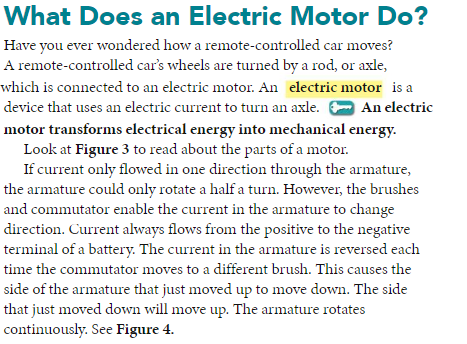 What Does an Electric Motor Do?
Have you ever wondered how a remote-controlled car moves?
A remote-controlled car's wheels are turned by a rod, or axle,
which is connected to an electric motor. An electric motor is a
device that uses an electric current to turn an axle. An electric
motor transforms electrical energy into mechanical energy.
Look at Figure 3 to read about the parts of a motor.
If current only flowed in one direction through the armature,
the armature could only rotate a half a turn. However, the brushes
and commutator enable the current in the armature to change
direction. Current always flows from the positive to the negative
terminal of a battery. The current in the armature is reversed each
time the commutator moves to a different brush. This causes the
side of the armature that just moved up to move down. The side
that just moved down will move up. The armature rotates
continuously. See Figure 4.